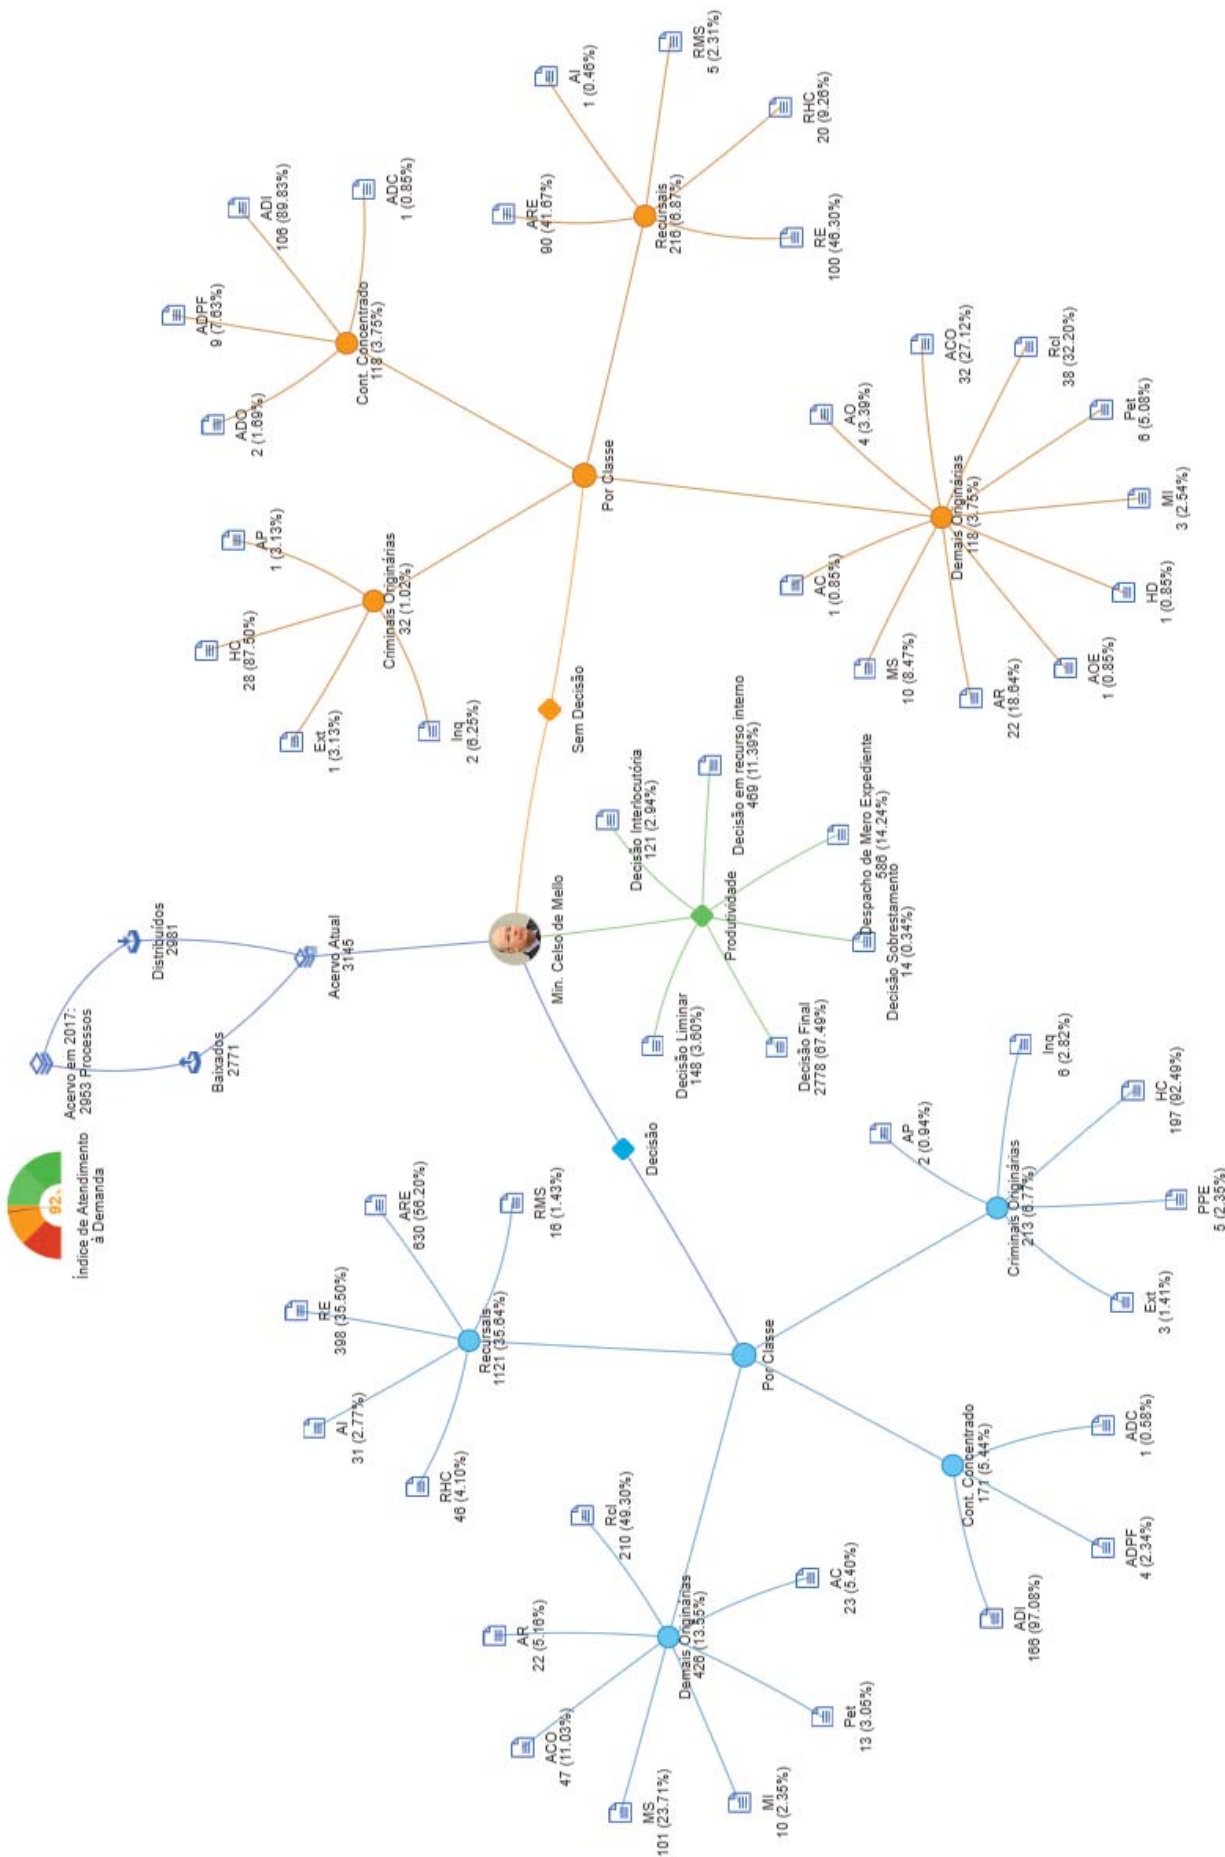 92
Índice de Atendimento
à Demanda
Acervo em 2017:
2953 Processos
Distribuídos
2981
Baixados
2771
Acervo Atual
3145
Min. Celso de Mello
Decisão
Por Classe
Recursais
1121 (35.64%)
RHC
46 (4.10%)
AI
31 (2.77%)
RE
398 (35.50%)
ARE
630 (56.20%)
RMS
16 (1.43%)
Demais Originárias
426 (13.55%)
MS
101 (23.71%)
ACO
47 (11.03%)
AR
22 (5.16%)
Rcl
210 (49.30%)
AC
23 (5.40%)
Pet
13 (3.05%)
MI
10 (2.35%)
Cont. Concentrado
171 (5.44%)
ADI
166 (97.08%)
ADPF
4 (2.34%)
ADC
1 (0.58%)
Criminais Originárias
213 (6.77%)
AP
2 (0.94%)
Inq
6 (2.82%)
HC
197 (92.49%)
PPE
5 (2.35%)
Ext
3 (1.41%)
Produtividade
Decisão Liminar
148 (3.60%)
Decisão Final
2778 (67.49%)
Decisão Sobrestamento
14 (0.34%)
Despacho de Mero Expediente
586 (14.24%)
Decisão em recurso interno
469 (11.39%)
Decisão Interlocutória
121 (2.94%)
Sem Decisão
Por Classe
Criminais Originárias
32 (1.02%)
Ext
1 (3.13%)
HC
28 (87.50%)
AP
1 (3.13%)
Inq
2 (6.25%)
Cont. Concentrado
118 (3.75%)
ADO
2 (1.69%)
ADPF
9 (7.63%)
ADI
106 (89.83%)
ADC
1 (0.85%)
Recursais
216 (6.87%)
ARE
90 (41.67%)
AI
1 (0.46%)
RMS
5 (2.31%)
RHC
20 (9.26%)
RE
100 (46.30%)
Demais Originárias
118 (3.75%)
AC
1 (0.85%)
AO
4 (3.39%)
ACO
32 (27.12%)
Rcl
38 (32.20%)
Pet
6 (5.08%)
MI
3 (2.54%)
HD
1 (0.85%)
AOE
1 (0.85%)
AR
22 (18.64%)
MS
10 (8.47%)